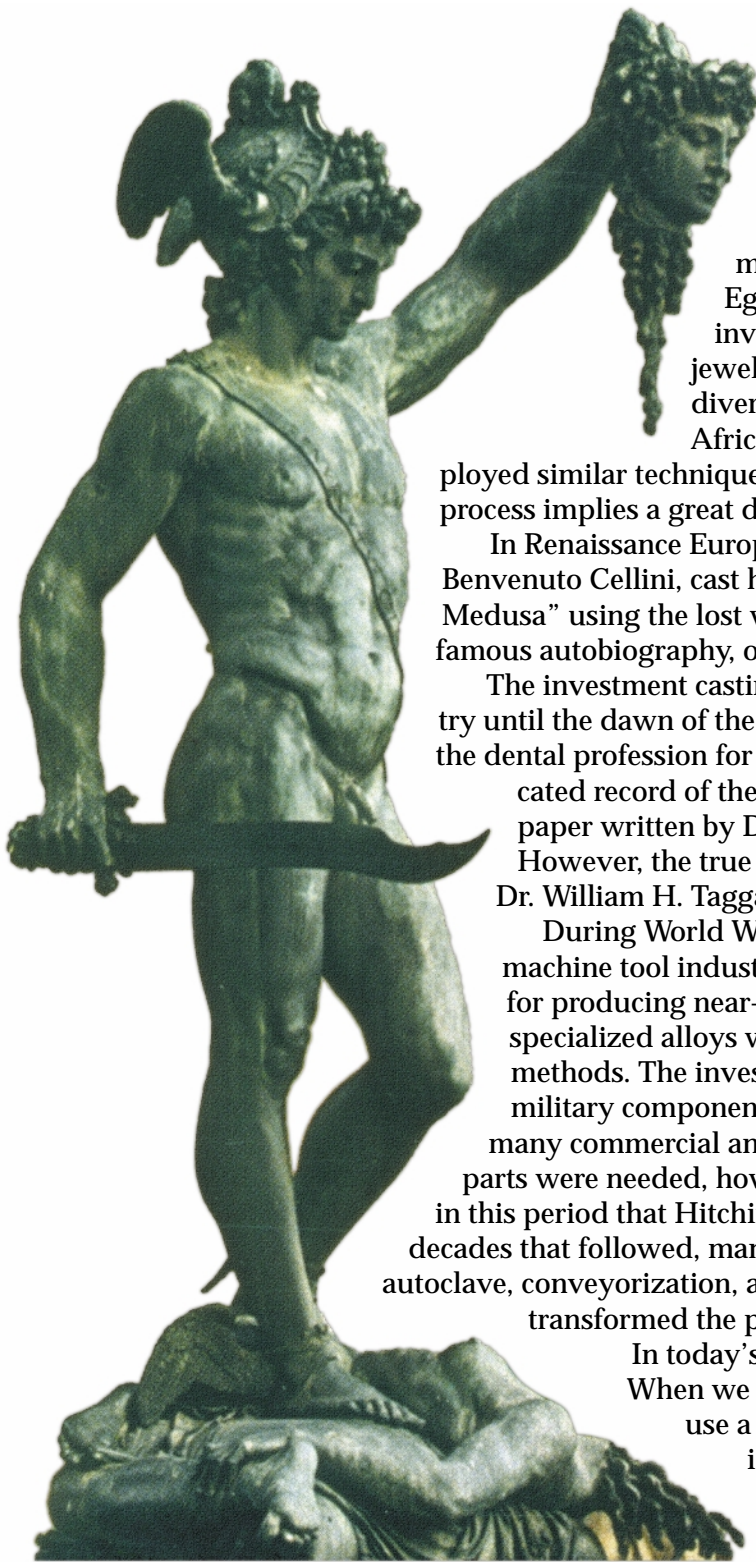 m
Eg
inv
jewel
diver
Afric
ployed similar technique
process implies a great d
In Renaissance Europ
Benvenuto Cellini, cast h
Medusa” using the lost v
famous autobiography, o
The investment castin
try until the dawn of the
the dental profession for
cated record of the
paper written by D
However, the true
Dr. William H. Tagga
During World W
machine tool indust
for producing near-
specialized alloys v
methods. The inves
military componen
many commercial an
parts were needed, how
in this period that Hitchi
decades that followed, mar
autoclave, conveyorization, a
transformed the p
In today’s
When we
use a
i